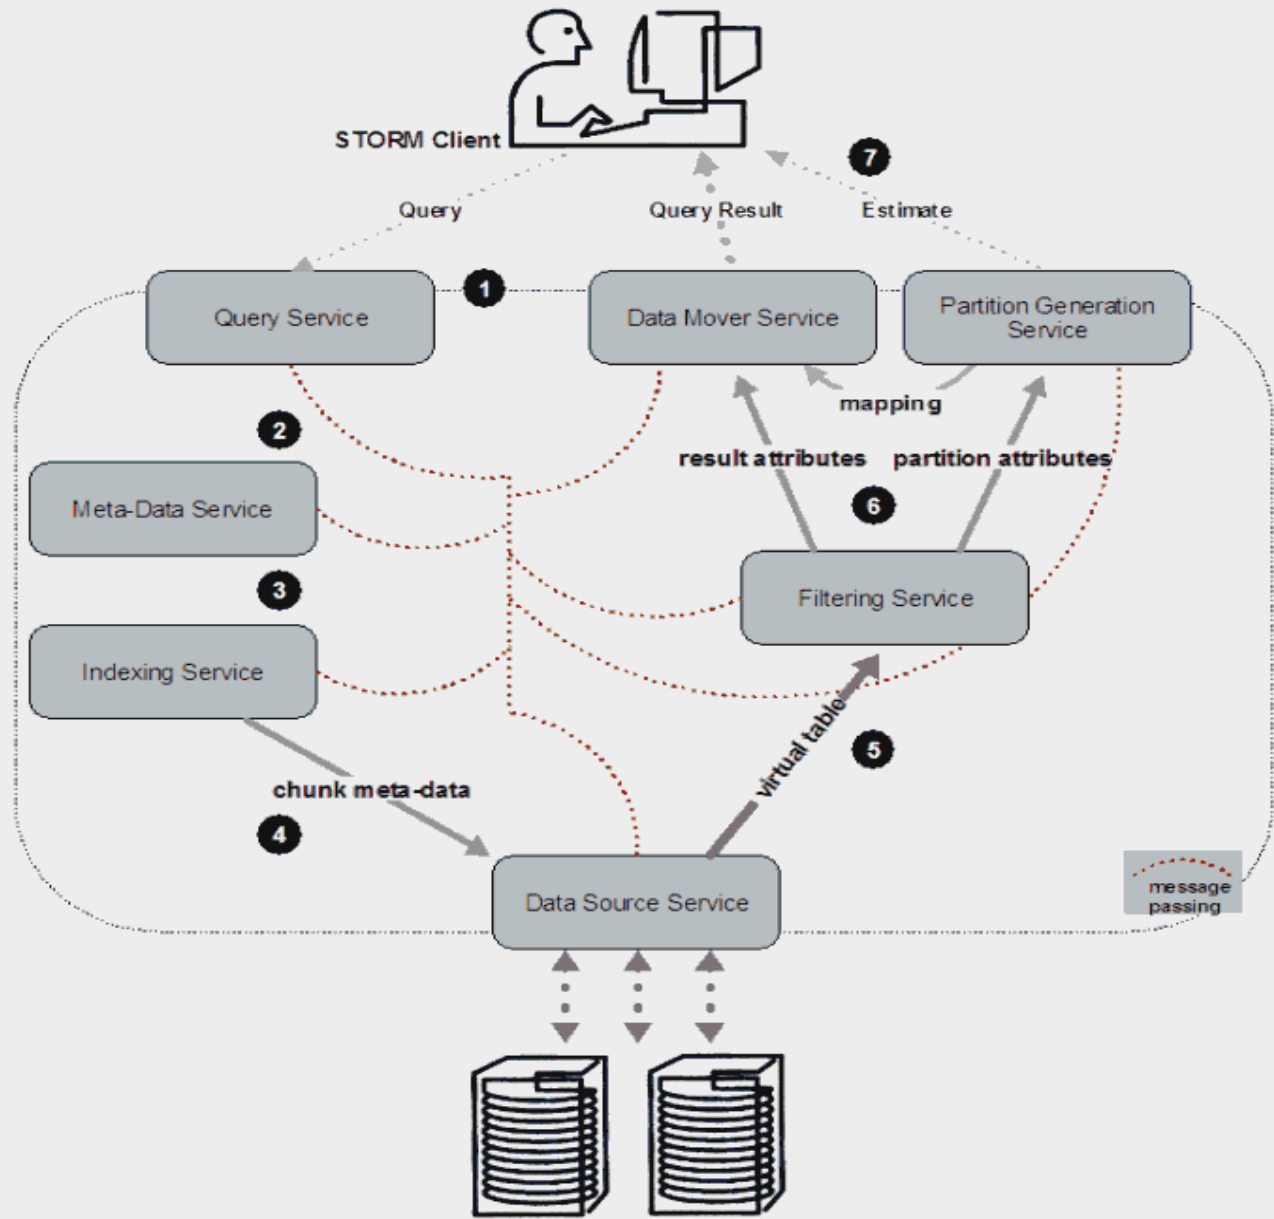 STORM Client
7
Query
Query Result
Estimate
1
Query Service
Data Mover Service
Partition Generation
Service
mapping
2
result attributes
partition attributes
6
Meta-Data Service
3
Filtering Service
Indexing Service
virtual table
5
chunk meta-data
4
Data Source Service
message
passing